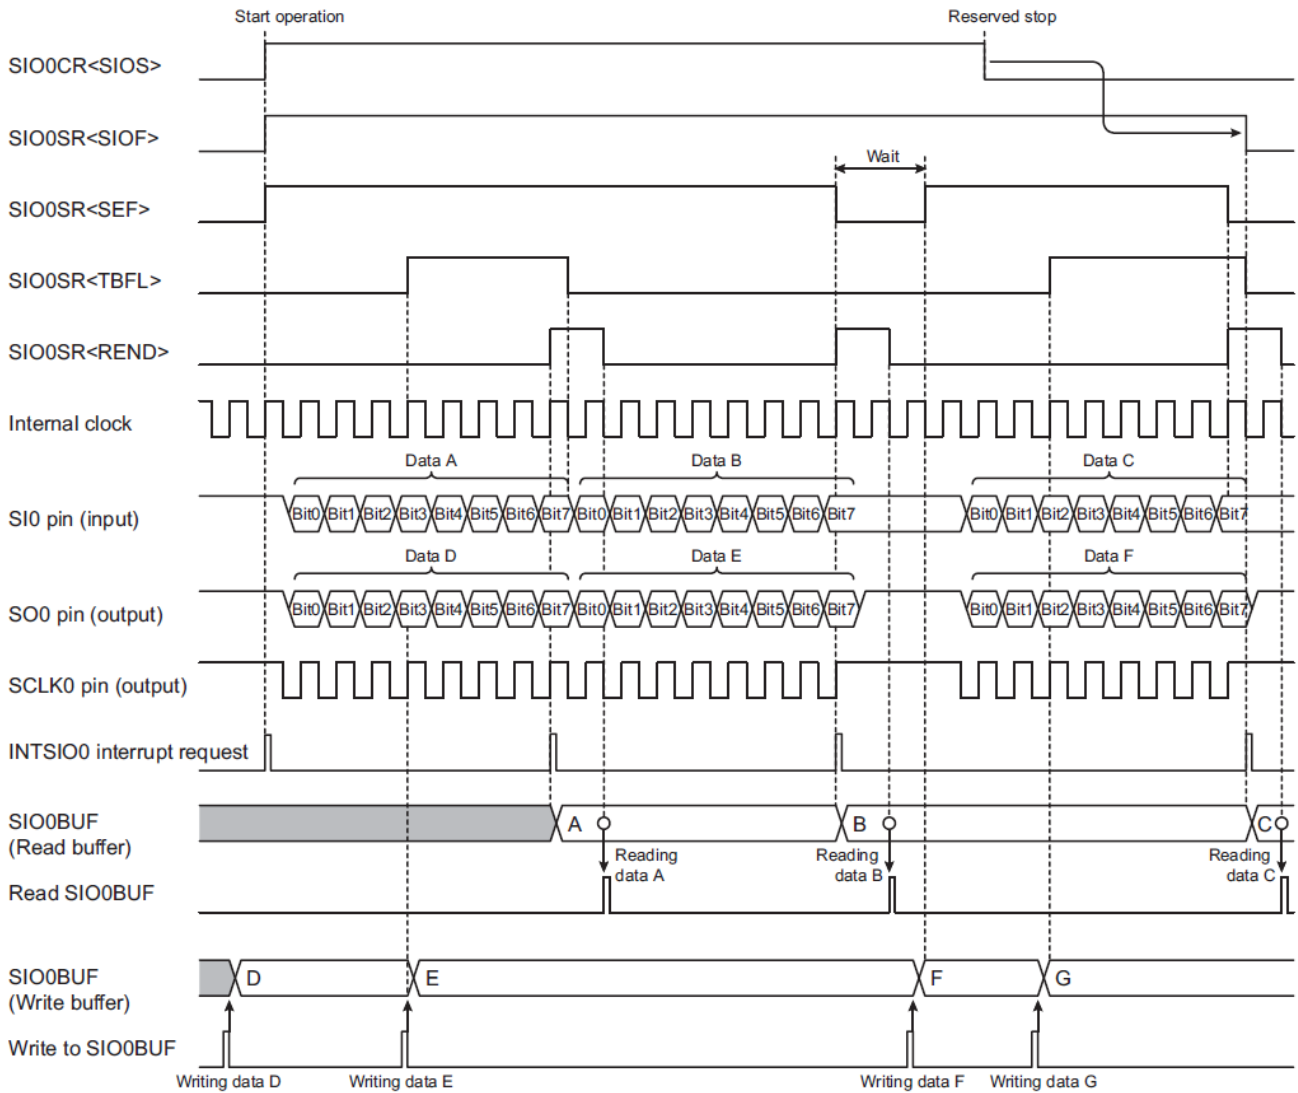 Start operation Reserved stop
SIO0CR<SIOS>
SIO0SR<SIOF>
Wait
SIO0SR<SEF>
SIO0SR<TBFL>
SIO0SR<REND>
Internal clock
Data A Data B Data C
SI0 pin (input) Bit0 Bit1 Bit2 Bit3 Bit4 Bit5 Bit6 Bit7 Bit0 Bit1 Bit2 Bit3 Bit4 Bit5 Bit6 Bit7 Bit0 Bit1 Bit2 Bit3 Bit4 Bit5 Bit6 Bit7
Data D Data E Data F
SO0 pin (output) Bit0 Bit1 Bit2 Bit3 Bit4 Bit5 Bit6 Bit7 Bit0 Bit1 Bit2 Bit3 Bit4 Bit5 Bit6 Bit7 Bit0 Bit1 Bit2 Bit3 Bit4 Bit5 Bit6 Bit7
SCLK0 pin (output)
INTSIO0 interrupt request
SIO0BUF A B C
(Read buffer) Reading Reading Reading
data A data B data C
Read SIO0BUF
SIO0BUF D E F G
(Write buffer)
Write to SIO0BUF
Writing data D Writing data E Writing data F Writing data G